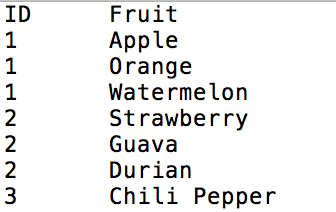 ID Fruit
1 Apple
1 Orange
1 Watermelon
2 Strawberry
2 Guava
2 Durian
3 Chili Pepper